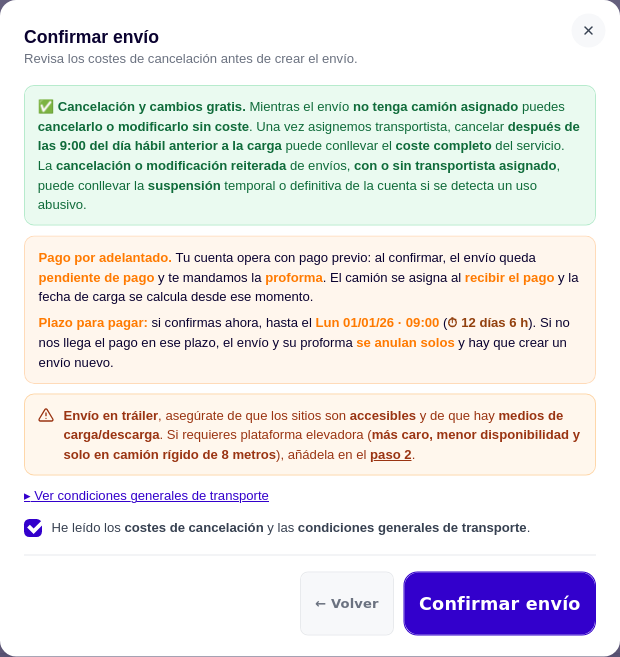 Confirmar envío
Revisa los costes de cancelación antes de crear el envío.
✅ Cancelación y cambios gratis. Mientras el envío no tenga camión asignado puedes
cancelarlo o modificarlo sin coste. Una vez asignemos transportista, cancelar después de
las 9:00 del día hábil anterior a la carga puede conllevar el coste completo del servicio.
La cancelación o modificación reiterada de envíos, con o sin transportista asignado,
puede conllevar la suspensión temporal o definitiva de la cuenta si se detecta un uso
abusivo.
Pago por adelantado. Tu cuenta opera con pago previo: al confirmar, el envío queda
pendiente de pago y te mandamos la proforma. El camión se asigna al recibir el pago y la
fecha de carga se calcula desde ese momento.
Plazo para pagar: si confirmas ahora, hasta el Lun 01/01/26 · 09:00 (⏱ 12 días 6 h). Si no
nos llega el pago en ese plazo, el envío y su proforma se anulan solos y hay que crear un
envío nuevo.
Envío en tráiler, asegúrate de que los sitios son accesibles y de que hay medios de
carga/descarga. Si requieres plataforma elevadora (más caro, menor disponibilidad y
solo en camión rígido de 8 metros), añádela en el paso 2.
▸ Ver condiciones generales de transporte
He leído los costes de cancelación y las condiciones generales de transporte.
← Volver
Confirmar envío